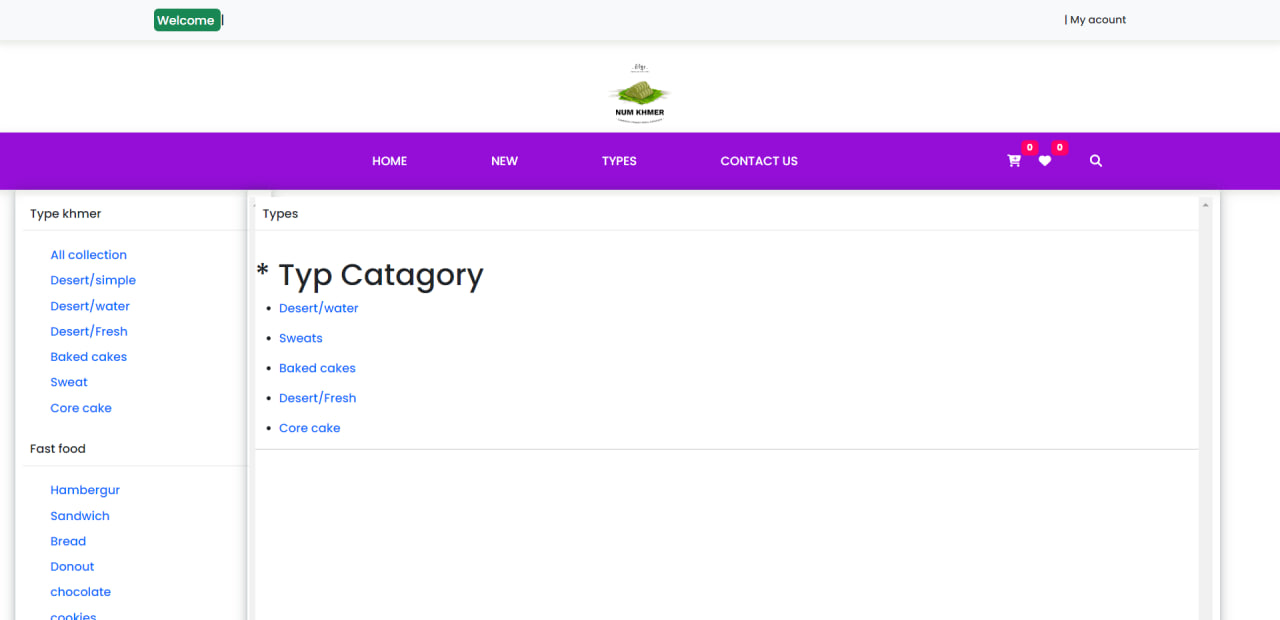 Welcome |
| My acount
NUM KHMER
HOME NEW TYPES CONTACT US 0 0
Type khmer
All collection
Desert/simple
Desert/water
Desert/Fresh
Baked cakes
Sweat
Core cake
Fast food
Hambergur
Sandwich
Bread
Donout
chocolate
cookies
Types
* Typ Catagory
• Desert/water
• Sweats
• Baked cakes
• Desert/Fresh
• Core cake